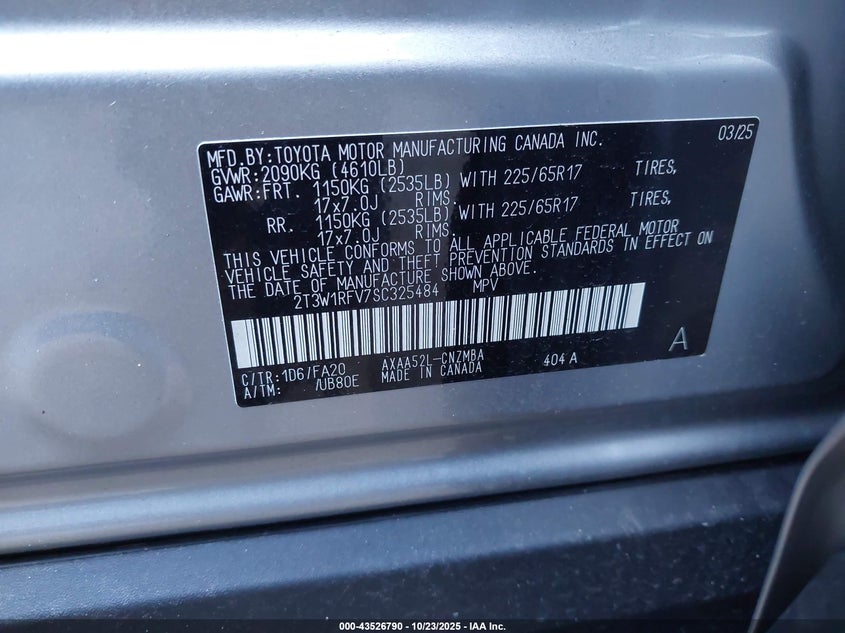 03/25
MFD.BY:TOYOTA MOTOR MANUFACTURING CANADA INC.
GVWR:2090KG (4610LB)
GAWR:FRT. 1150KG (2535LB) WITH 225/65R17 TIRES,
17x7.0J RIMS.
RR. 1150KG (2535LB) WITH 225/65R17 TIRES,
17x7.0J RIMS.
THIS VEHICLE CONFORMS TO ALL APPLICABLE FEDERAL MOTOR
VEHICLE SAFETY AND THEFT PREVENTION STANDARDS IN EFFECT ON
THE DATE OF MANUFACTURE SHOWN ABOVE.
2T3W1RFV7SC325484 MPV
A
C/TR:1D6/FA20 AXAA52L-CNZMBA 404 A
A/TM: /UB80E MADE IN CANADA
000-43526790 - 10/23/2025 - IAA Inc.